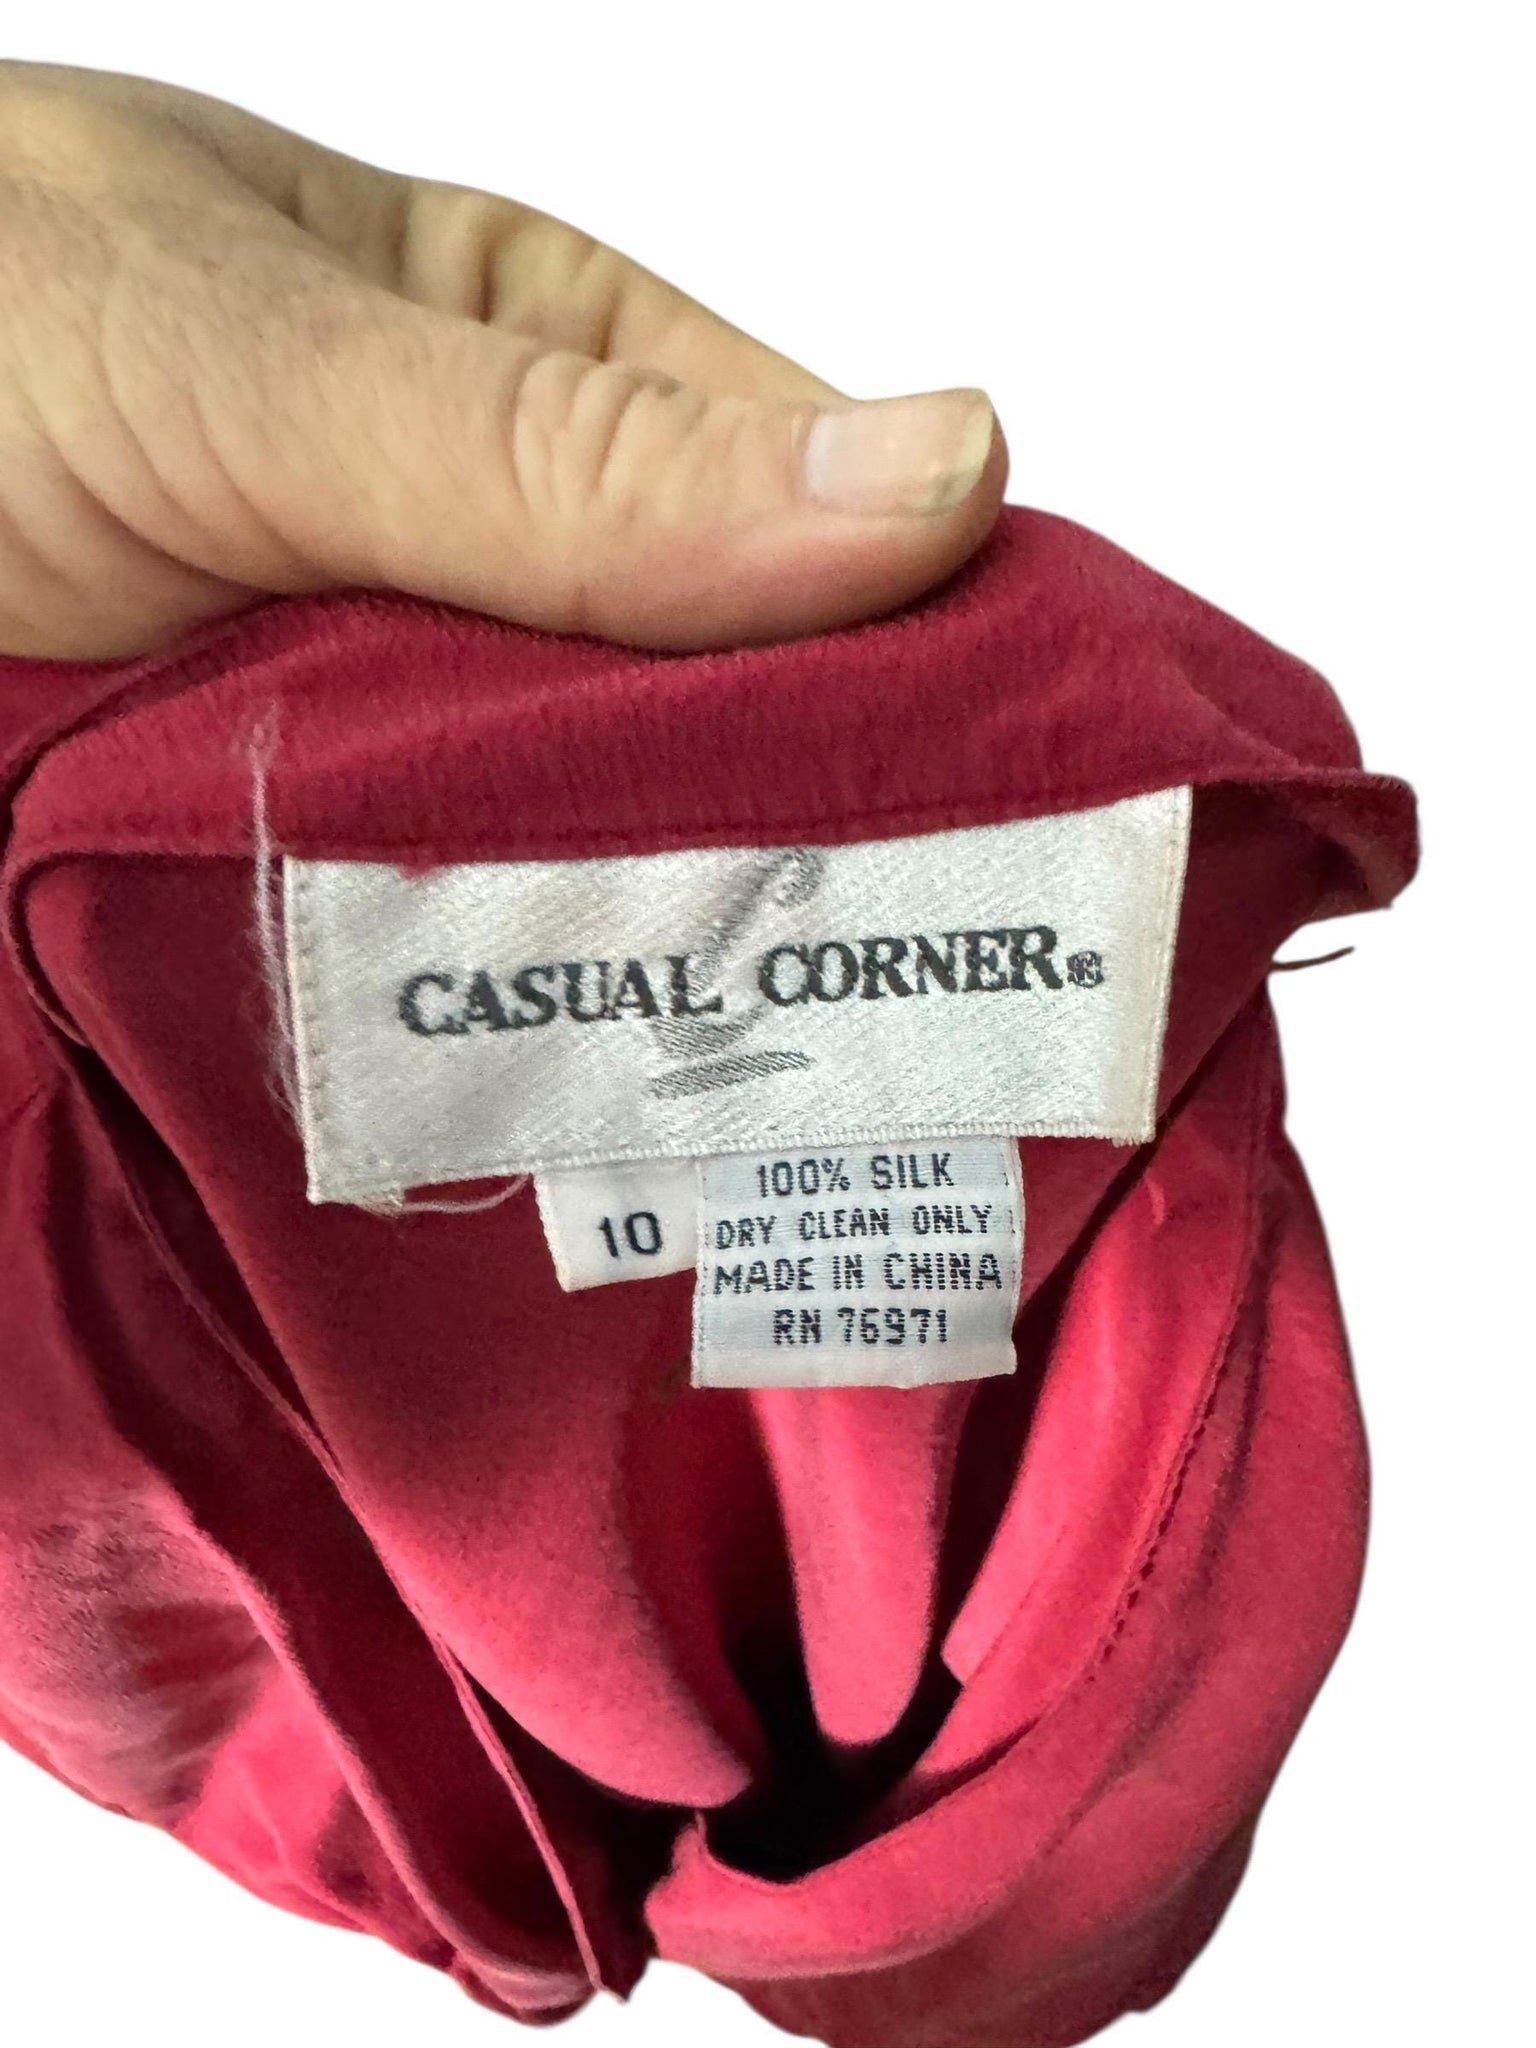 CASUAL CORNER®
10
100% SILK
DRY CLEAN ONLY
MADE IN CHINA
RN 76971